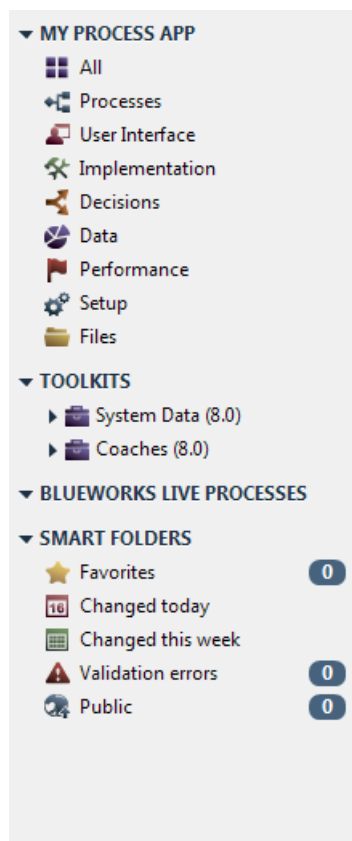 MY PROCESS APP
All
Processes
User Interface
Implementation
Decisions
Data
Performance
Setup
Files
TOOLKITS
System Data (8.0)
Coaches (8.0)
BLUEWORKS LIVE PROCESSES
SMART FOLDERS
Favorites 0
16 Changed today
Changed this week
Validation errors 0
Public 0